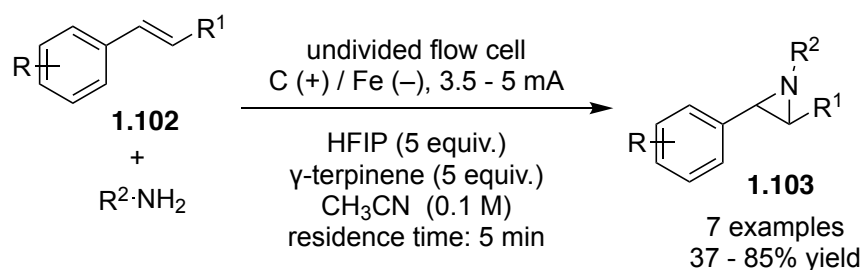 R
R¹
1.102
+
R²·NH₂
undivided flow cell
C (+) / Fe (–), 3.5 - 5 mA
HFIP (5 equiv.)
γ-terpinene (5 equiv.)
CH₃CN (0.1 M)
residence time: 5 min
R²
N
R¹
R
1.103
7 examples
37 - 85% yield